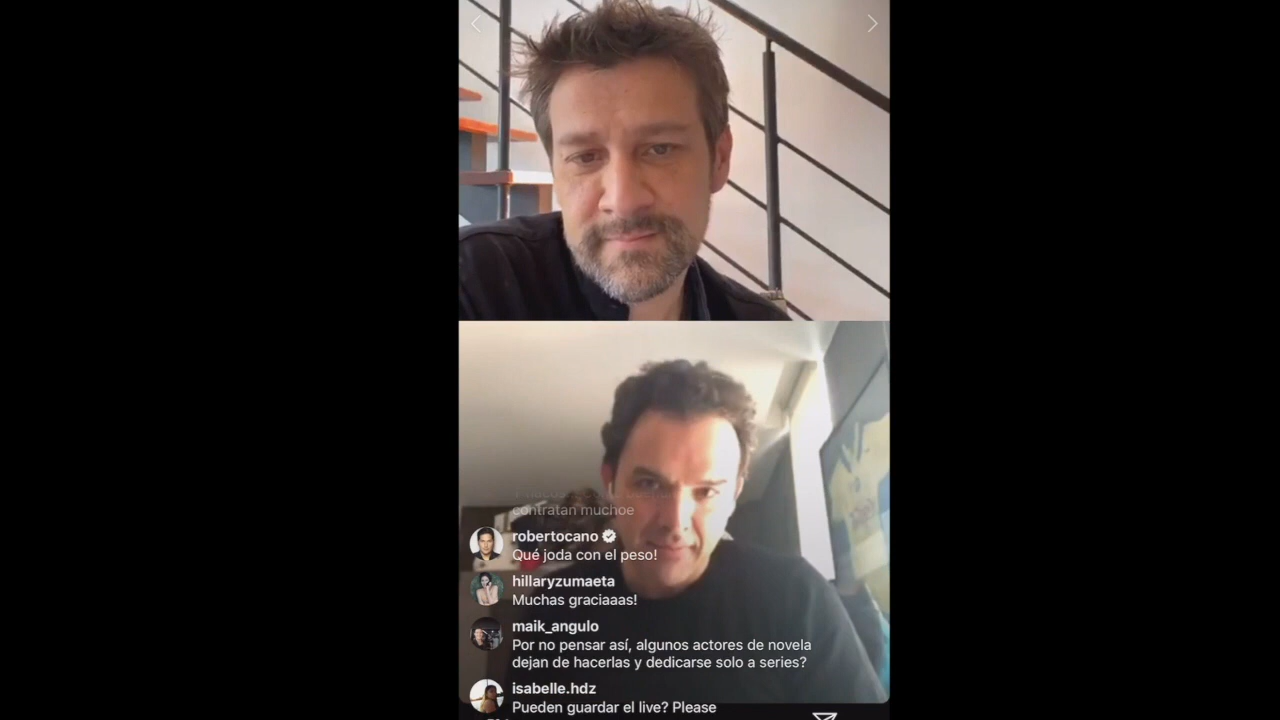 contratan muchoe
robertocano
Qué joda con el peso!
hillaryzumaeta
Muchas graciaaas!
maik_angulo
Por no pensar así, algunos actores de novela
dejan de hacerlas y dedicarse solo a series?
isabelle.hdz
Pueden guardar el live? Please